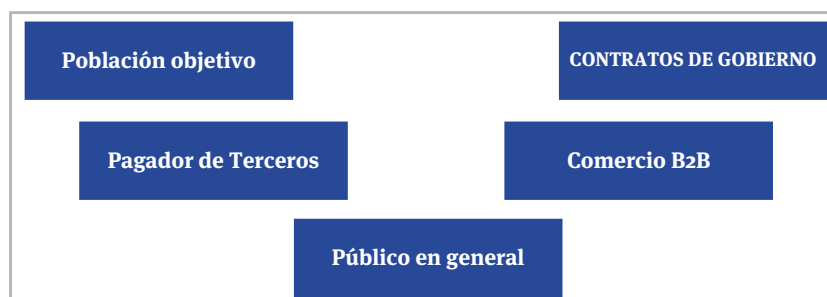 Población objetivo
CONTRATOS DE GOBIERNO
Pagador de Terceros
Comercio B2B
Público en general